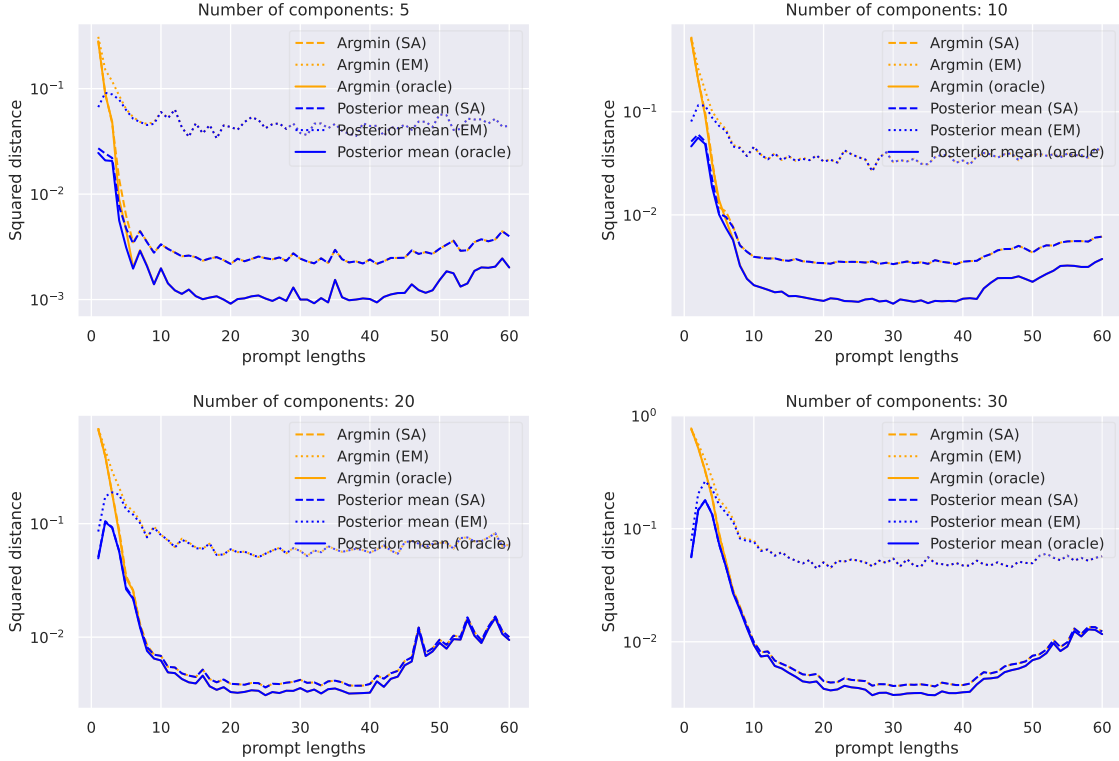 Number of components: 5
Squared distance
10⁻¹
10⁻²
10⁻³
Argmin (SA)
Argmin (EM)
Argmin (oracle)
Posterior mean (SA)
Posterior mean (EM)
Posterior mean (oracle)
0 10 20 30 40 50 60
prompt lengths
Number of components: 10
Squared distance
10⁻¹
10⁻²
Argmin (SA)
Argmin (EM)
Argmin (oracle)
Posterior mean (SA)
Posterior mean (EM)
Posterior mean (oracle)
0 10 20 30 40 50 60
prompt lengths
Number of components: 20
Squared distance
10⁻¹
10⁻²
Argmin (SA)
Argmin (EM)
Argmin (oracle)
Posterior mean (SA)
Posterior mean (EM)
Posterior mean (oracle)
0 10 20 30 40 50 60
prompt lengths
Number of components: 30
Squared distance
10⁰
10⁻¹
10⁻²
Argmin (SA)
Argmin (EM)
Argmin (oracle)
Posterior mean (SA)
Posterior mean (EM)
Posterior mean (oracle)
0 10 20 30 40 50 60
prompt lengths